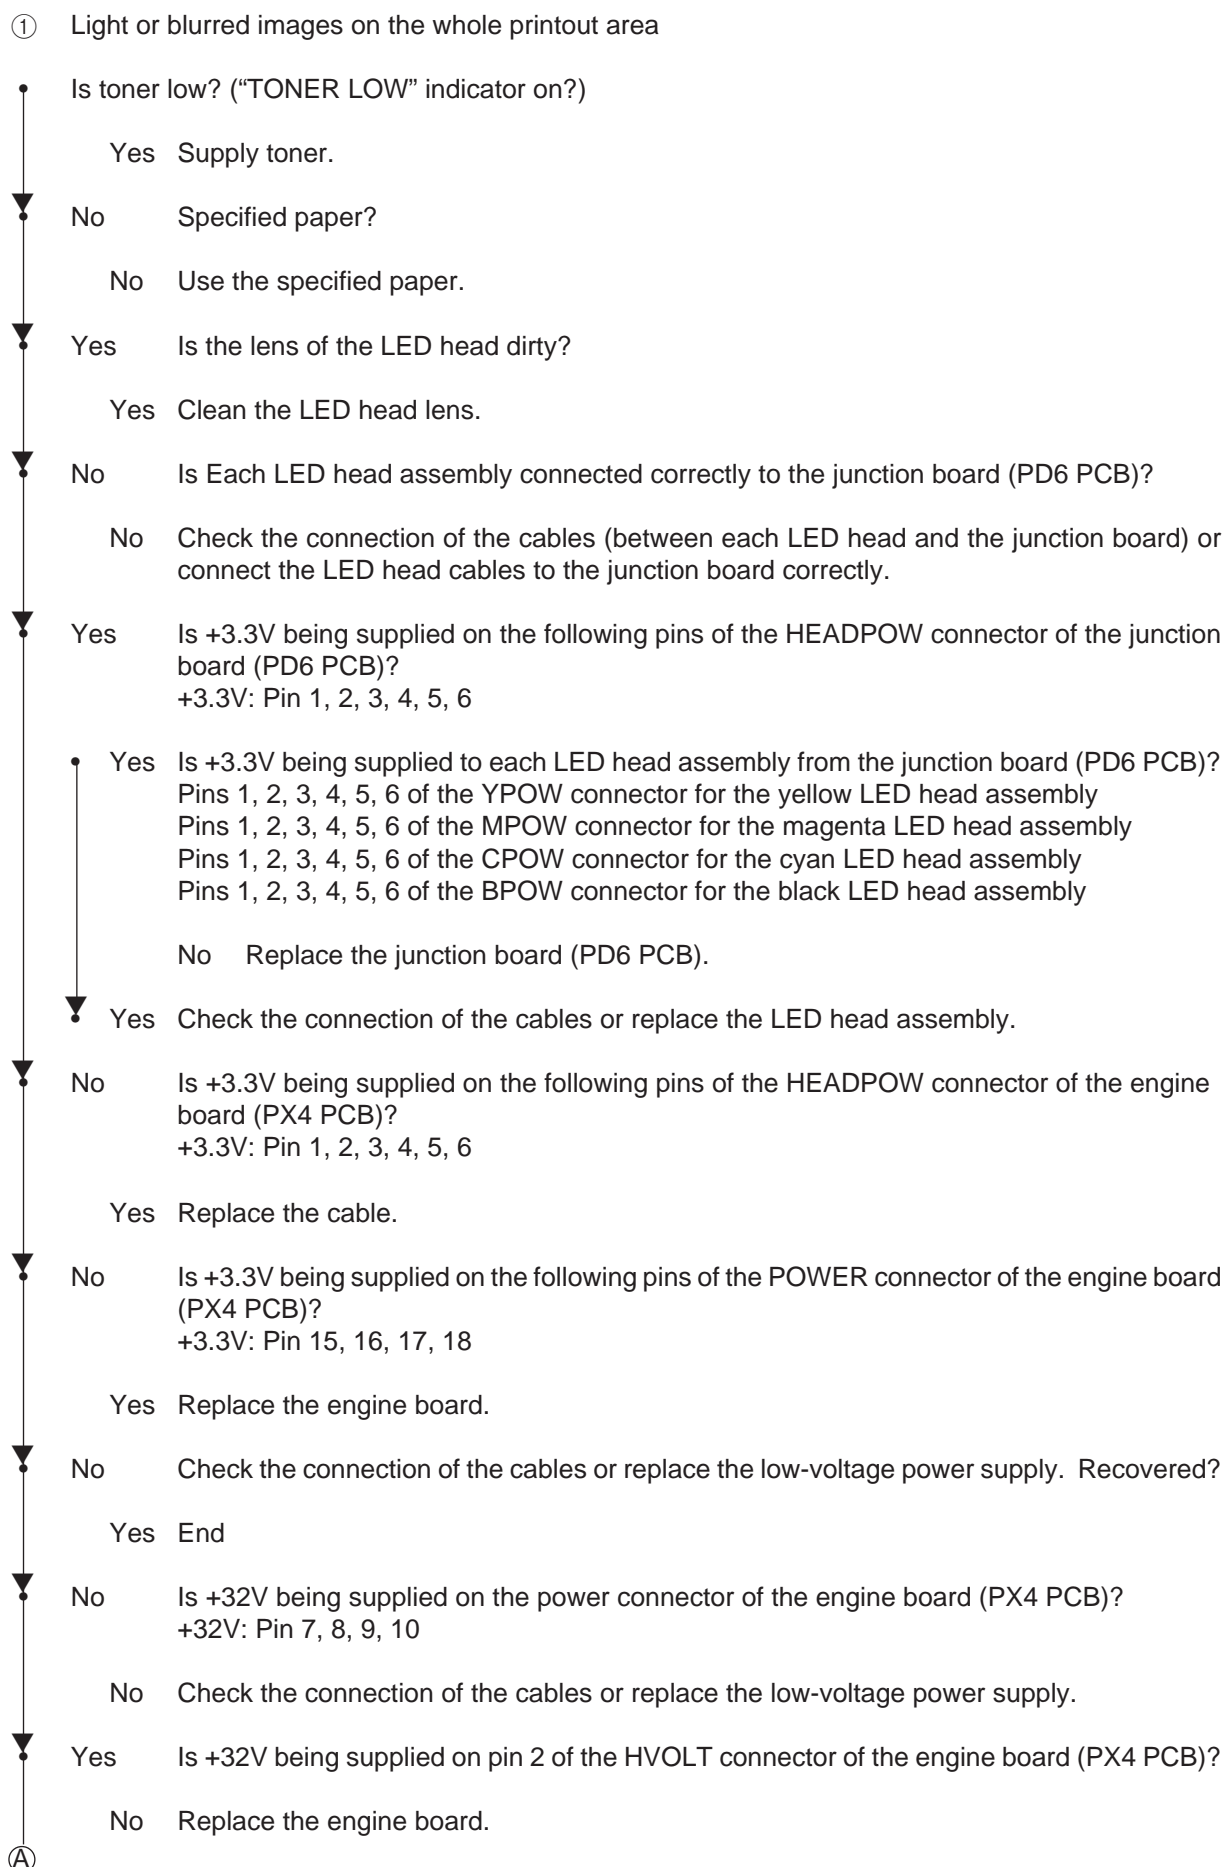 ① Light or blurred images on the whole printout area
Is toner low? (“TONER LOW” indicator on?)
Yes Supply toner.
No Specified paper?
No Use the specified paper.
Yes Is the lens of the LED head dirty?
Yes Clean the LED head lens.
No Is Each LED head assembly connected correctly to the junction board (PD6 PCB)?
No Check the connection of the cables (between each LED head and the junction board) or
connect the LED head cables to the junction board correctly.
Yes Is +3.3V being supplied on the following pins of the HEADPOW connector of the junction
board (PD6 PCB)?
+3.3V: Pin 1, 2, 3, 4, 5, 6
Yes Is +3.3V being supplied to each LED head assembly from the junction board (PD6 PCB)?
Pins 1, 2, 3, 4, 5, 6 of the YPOW connector for the yellow LED head assembly
Pins 1, 2, 3, 4, 5, 6 of the MPOW connector for the magenta LED head assembly
Pins 1, 2, 3, 4, 5, 6 of the CPOW connector for the cyan LED head assembly
Pins 1, 2, 3, 4, 5, 6 of the BPOW connector for the black LED head assembly
No Replace the junction board (PD6 PCB).
Yes Check the connection of the cables or replace the LED head assembly.
No Is +3.3V being supplied on the following pins of the HEADPOW connector of the engine
board (PX4 PCB)?
+3.3V: Pin 1, 2, 3, 4, 5, 6
Yes Replace the cable.
No Is +3.3V being supplied on the following pins of the POWER connector of the engine board
(PX4 PCB)?
+3.3V: Pin 15, 16, 17, 18
Yes Replace the engine board.
No Check the connection of the cables or replace the low-voltage power supply. Recovered?
Yes End
No Is +32V being supplied on the power connector of the engine board (PX4 PCB)?
+32V: Pin 7, 8, 9, 10
No Check the connection of the cables or replace the low-voltage power supply.
Yes Is +32V being supplied on pin 2 of the HVOLT connector of the engine board (PX4 PCB)?
No Replace the engine board.
Ⓐ